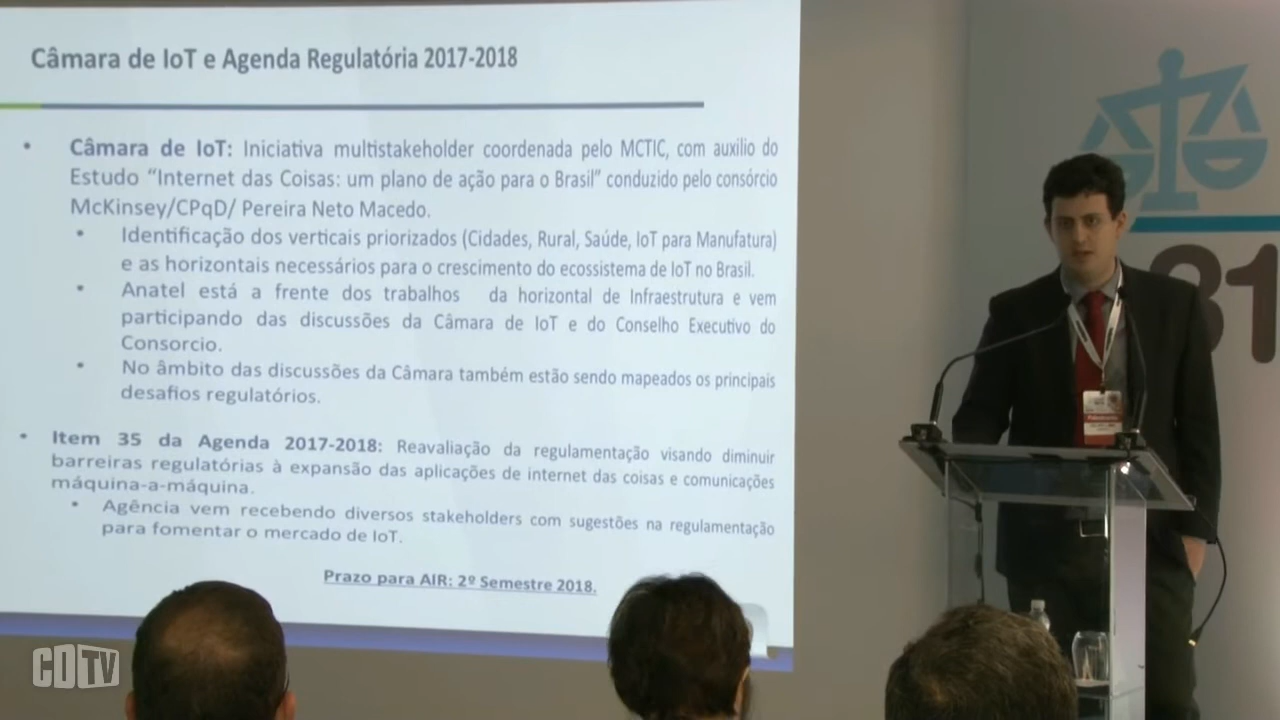 Câmara de IoT e Agenda Regulatória 2017-2018
• Câmara de IoT: Iniciativa multistakeholder coordenada pelo MCTIC, com auxilio do
Estudo “Internet das Coisas: um plano de ação para o Brasil” conduzido pelo consórcio
McKinsey/CPqD/ Pereira Neto Macedo.
• Identificação dos verticais priorizados (Cidades, Rural, Saúde, IoT para Manufatura)
e as horizontais necessários para o crescimento do ecossistema de IoT no Brasil.
• Anatel está a frente dos trabalhos da horizontal de Infraestrutura e vem
participando das discussões da Câmara de IoT e do Conselho Executivo do
Consorcio.
• No âmbito das discussões da Câmara também estão sendo mapeados os principais
desafios regulatórios.
• Item 35 da Agenda 2017-2018: Reavaliação da regulamentação visando diminuir
barreiras regulatórias à expansão das aplicações de internet das coisas e comunicações
máquina-a-máquina.
• Agência vem recebendo diversos stakeholders com sugestões na regulamentação
para fomentar o mercado de IoT.
Prazo para AIR: 2º Semestre 2018.
31
CDTV